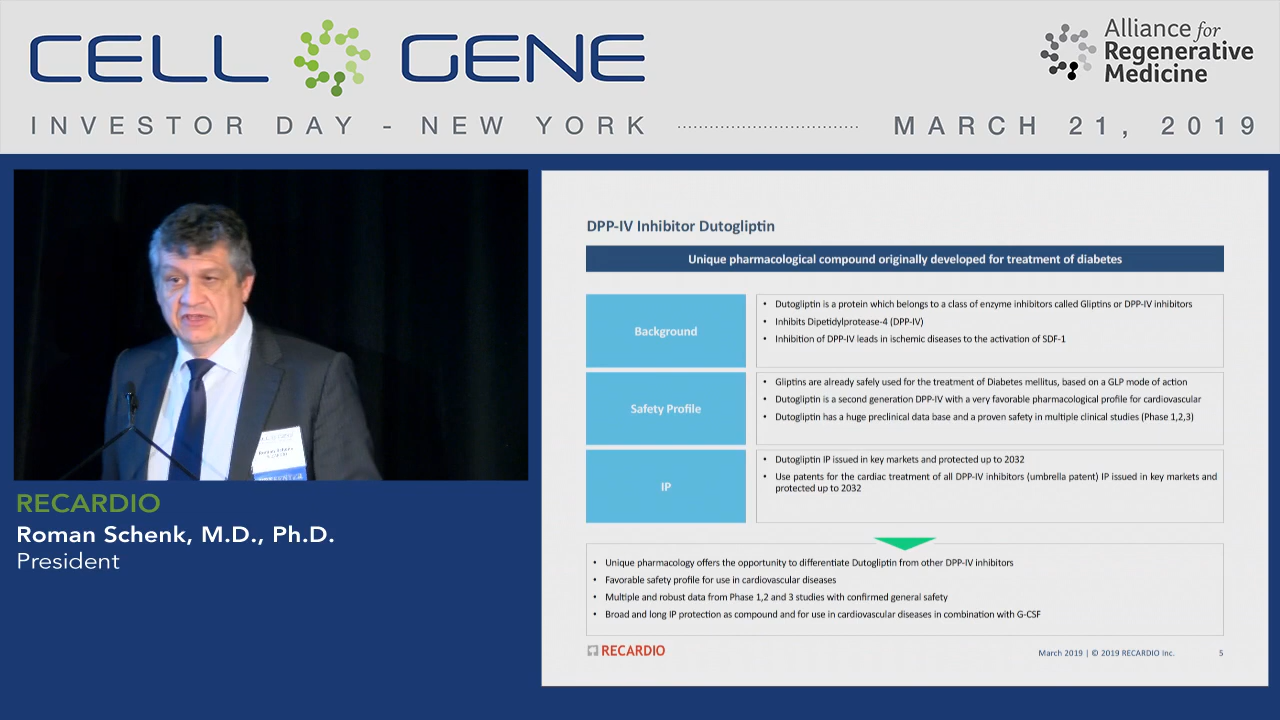 CELL GENE
Alliance for
Regenerative
Medicine
INVESTOR DAY - NEW YORK MARCH 21, 2019
DPP-IV Inhibitor Dutogliptin
Unique pharmacological compound originally developed for treatment of diabetes
Background
• Dutogliptin is a protein which belongs to a class of enzyme inhibitors called Gliptins or DPP-IV inhibitors
• Inhibits Dipetidylprotease-4 (DPP-IV)
• Inhibition of DPP-IV leads in ischemic diseases to the activation of SDF-1
Safety Profile
• Gliptins are already safely used for the treatment of Diabetes mellitus, based on a GLP mode of action
• Dutogliptin is a second generation DPP-IV with a very favorable pharmacological profile for cardiovascular
• Dutogliptin has a huge preclinical data base and a proven safety in multiple clinical studies (Phase 1,2,3)
IP
• Dutogliptin IP issued in key markets and protected up to 2032
• Use patents for the cardiac treatment of all DPP-IV inhibitors (umbrella patent) IP issued in key markets and
protected up to 2032
• Unique pharmacology offers the opportunity to differentiate Dutogliptin from other DPP-IV inhibitors
• Favorable safety profile for use in cardiovascular diseases
• Multiple and robust data from Phase 1,2 and 3 studies with confirmed general safety
• Broad and long IP protection as compound and for use in cardiovascular diseases in combination with G-CSF
RECARDIO
March 2019 | © 2019 RECARDIO Inc. 5
RECARDIO
Roman Schenk, M.D., Ph.D.
President